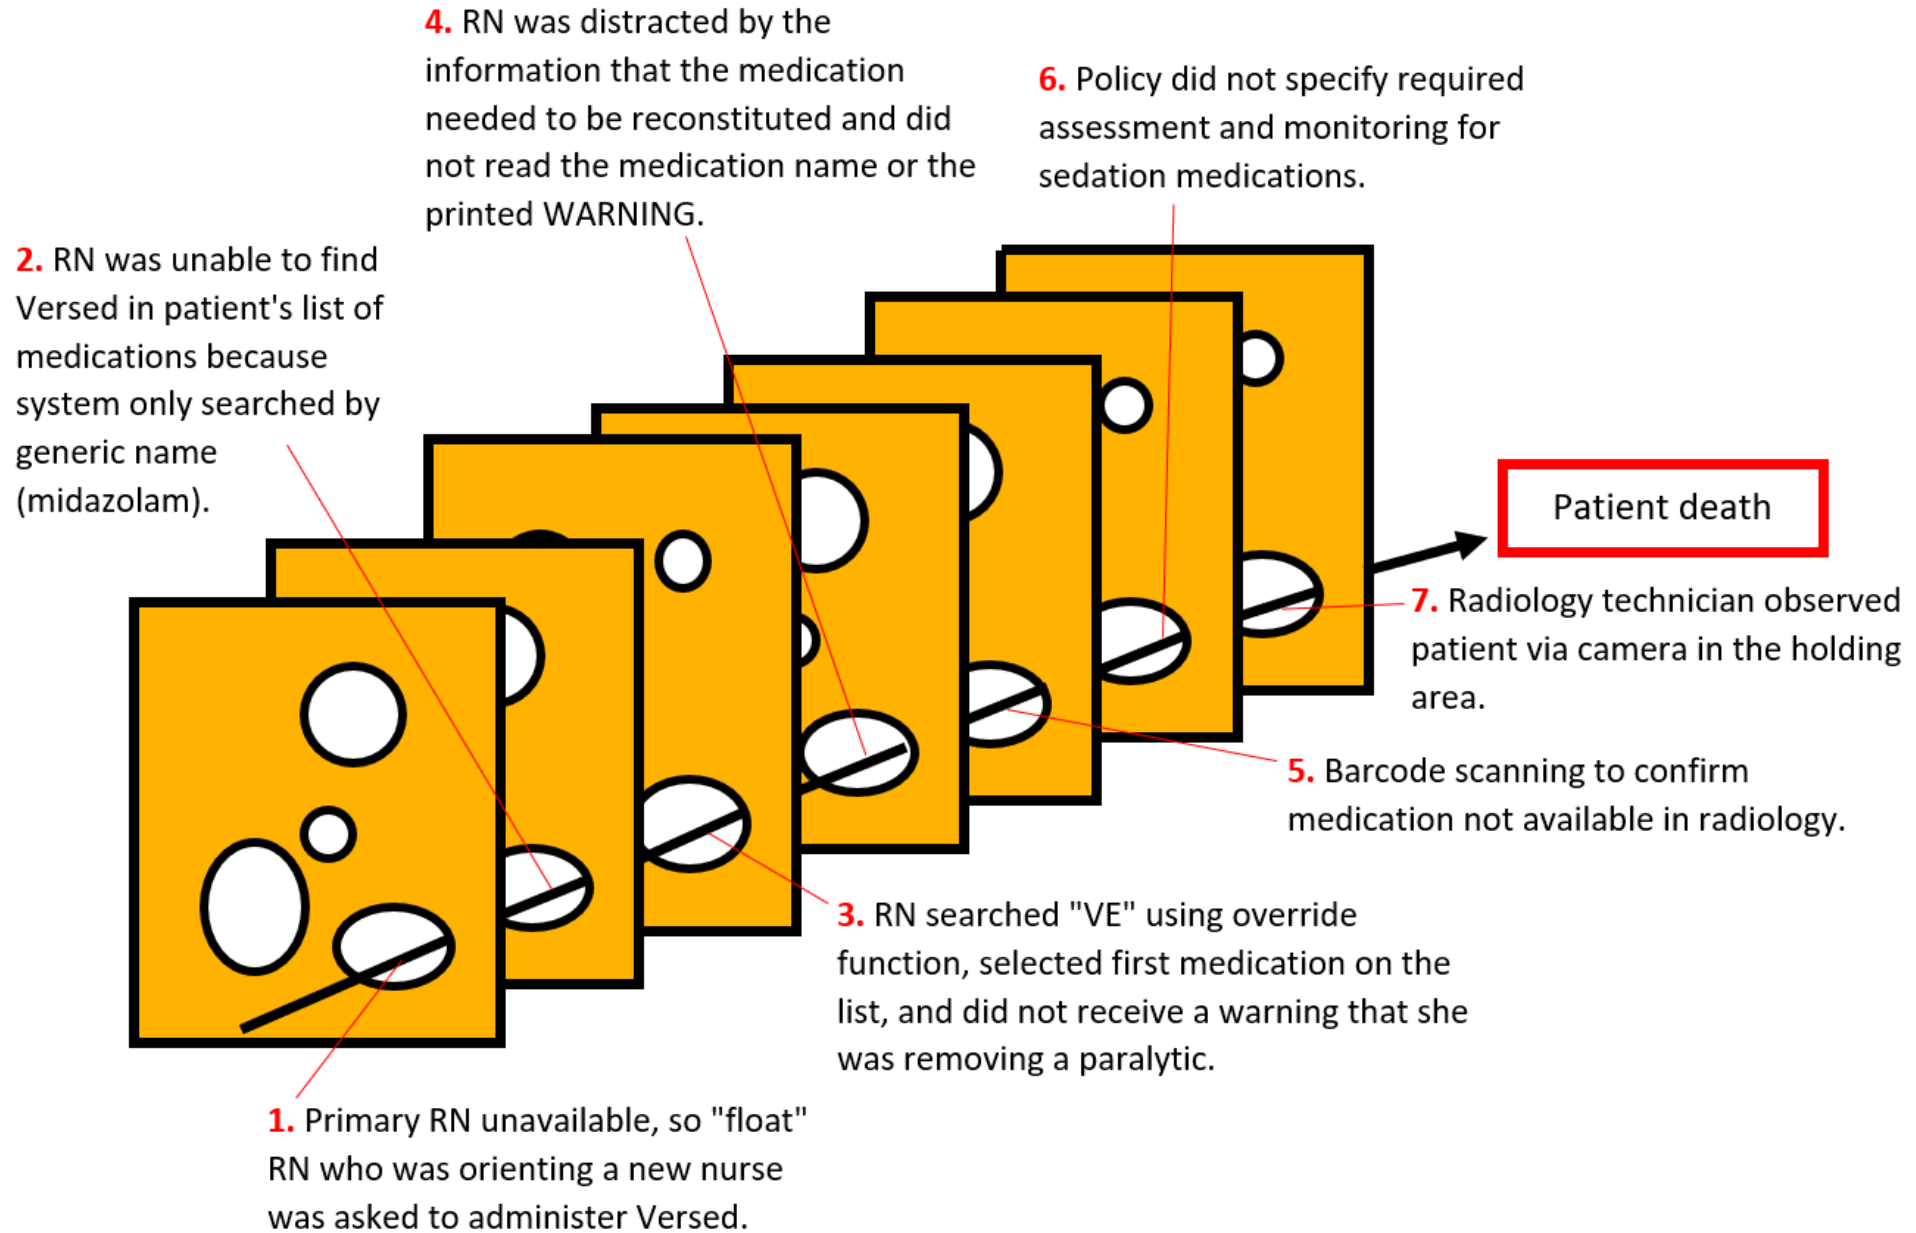 4. RN was distracted by the
information that the medication
needed to be reconstituted and did
not read the medication name or the
printed WARNING.
6. Policy did not specify required
assessment and monitoring for
sedation medications.
2. RN was unable to find
Versed in patient's list of
medications because
system only searched by
generic name
(midazolam).
Patient death
7. Radiology technician observed
patient via camera in the holding
area.
5. Barcode scanning to confirm
medication not available in radiology.
3. RN searched "VE" using override
function, selected first medication on the
list, and did not receive a warning that she
was removing a paralytic.
1. Primary RN unavailable, so "float"
RN who was orienting a new nurse
was asked to administer Versed.